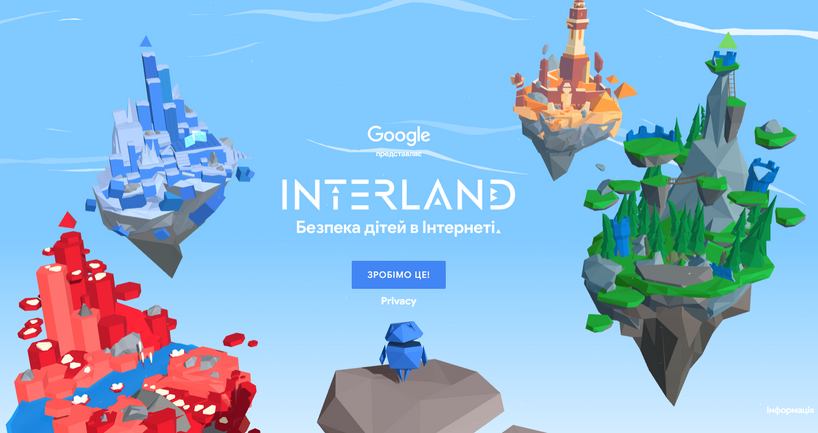 Google
представляє
INTERLAND
Безпека дітей в Інтернеті.
ЗРОБІМО ЦЕ!
Privacy
Інформація